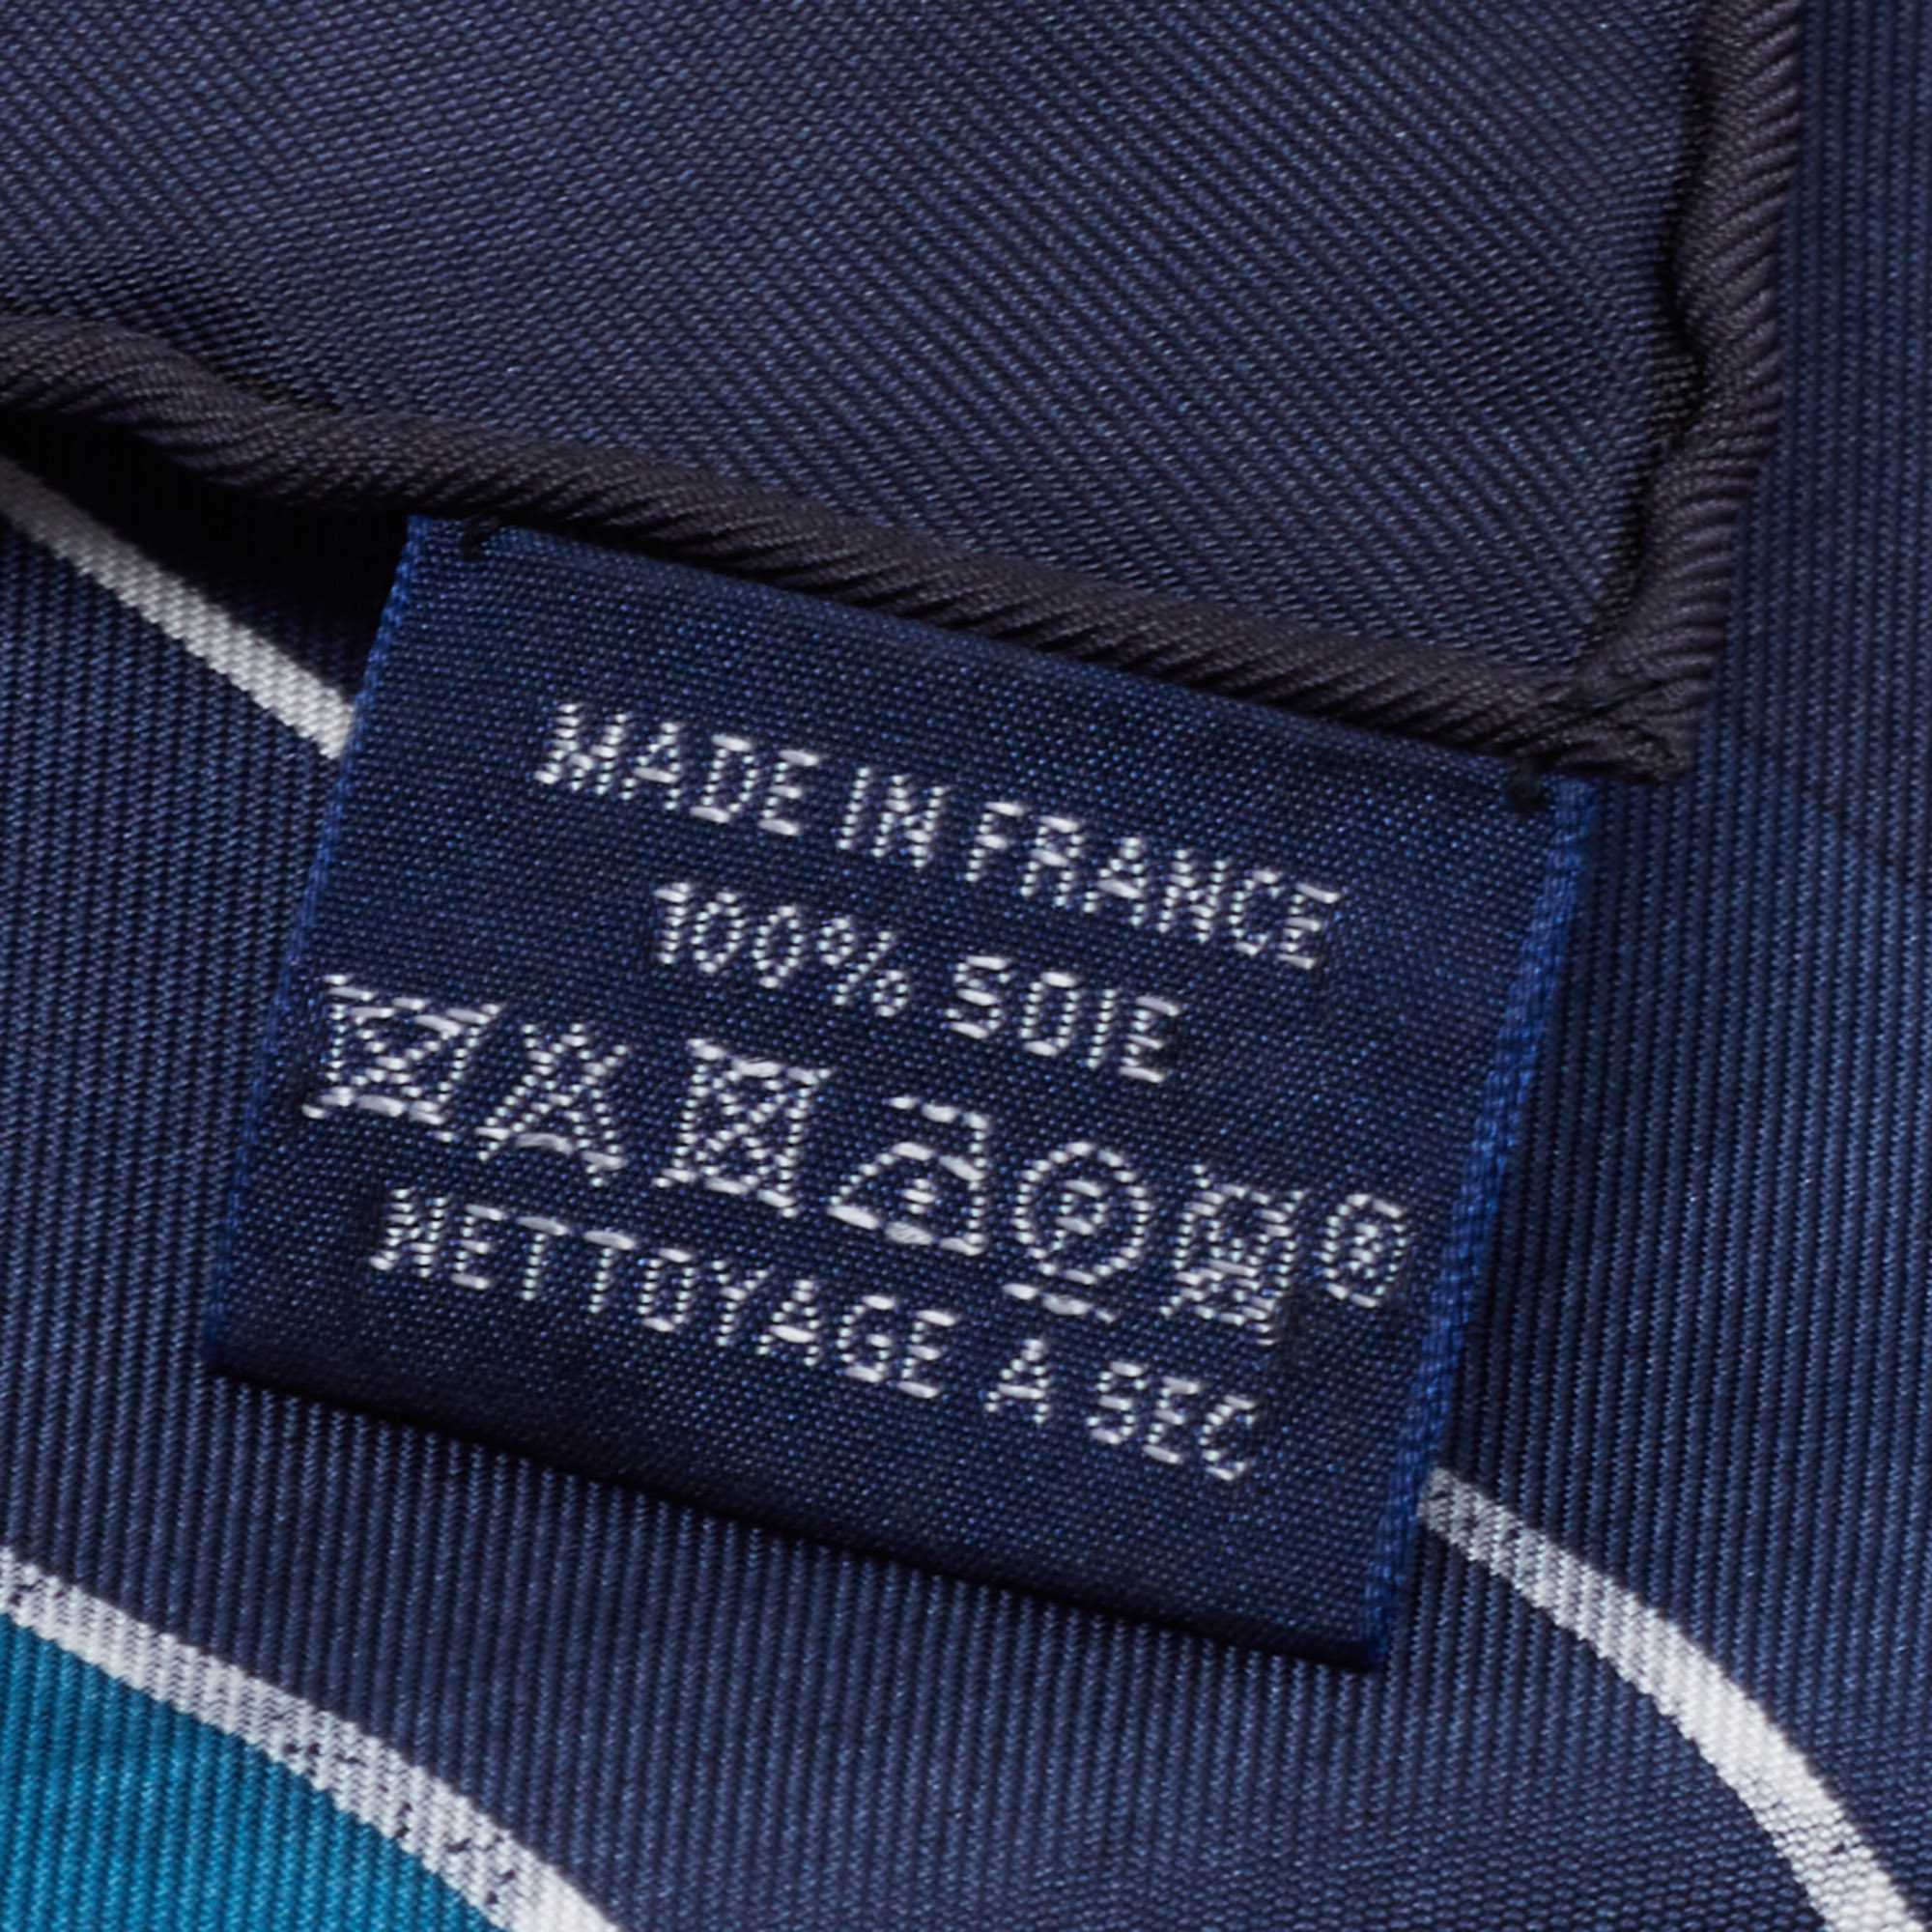 MADE IN FRANCE
100% SOIE
P ®
NETTOYAGE A SEC